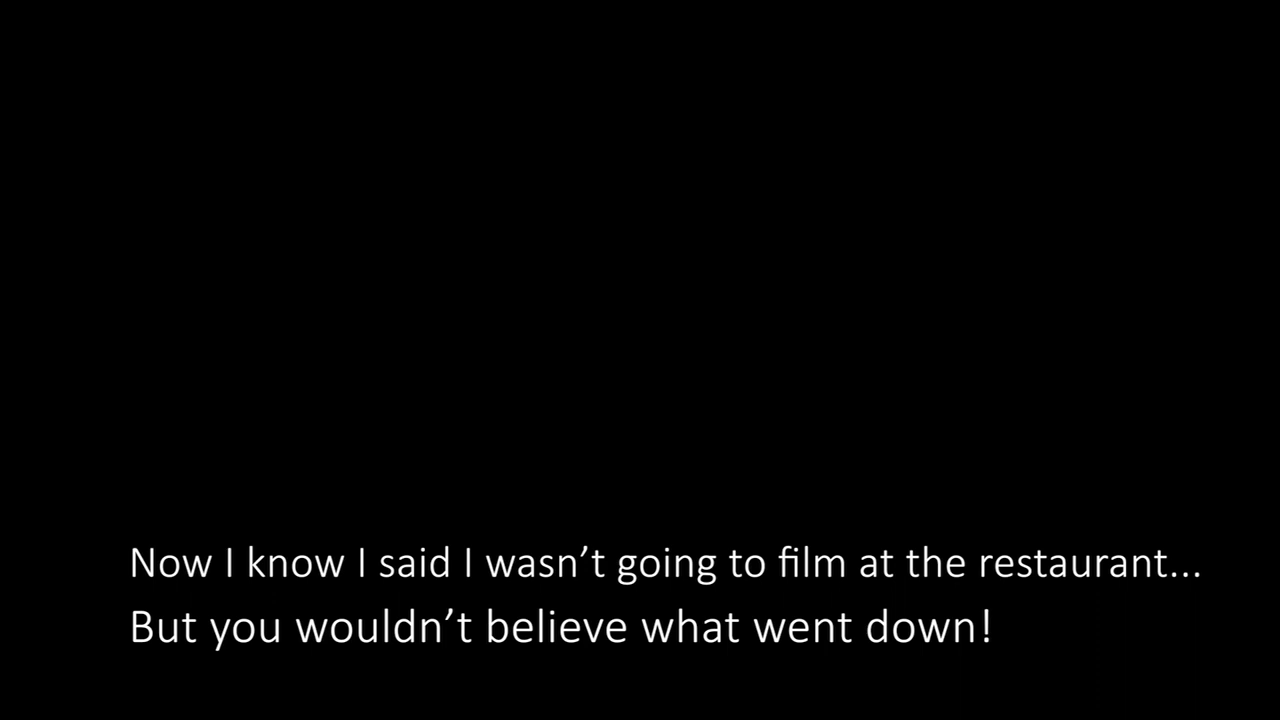 Now I know I said I wasn’t going to film at the restaurant...
But you wouldn’t believe what went down!